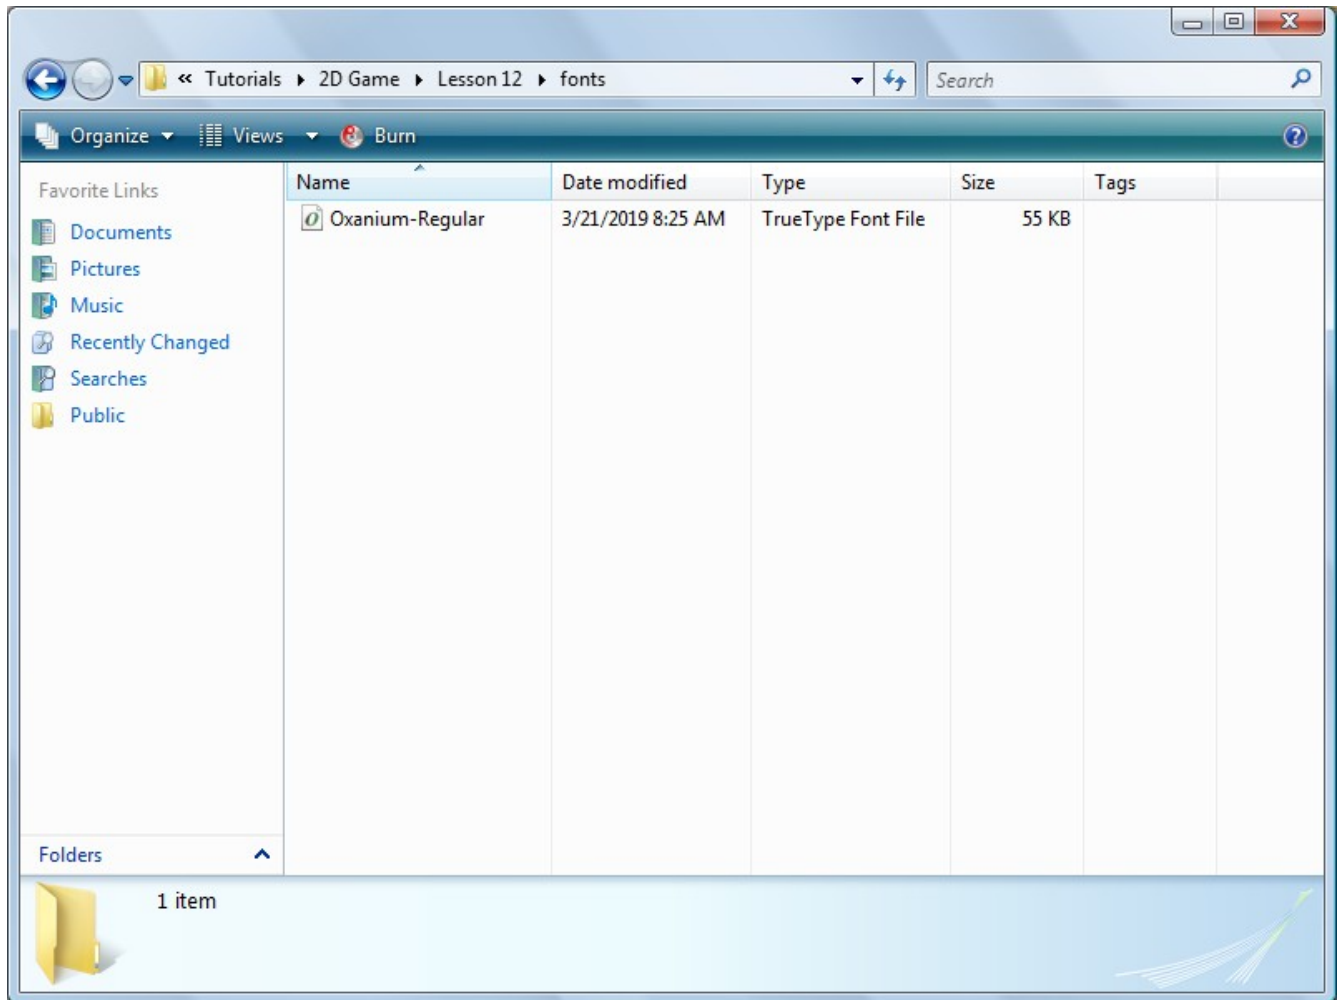 « Tutorials ▸ 2D Game ▸ Lesson 12 ▸ fonts
Search
Organize Views Burn
Favorite Links
Documents
Pictures
Music
Recently Changed
Searches
Public
Folders
Name Date modified Type Size Tags
Oxanium-Regular 3/21/2019 8:25 AM TrueType Font File 55 KB
1 item